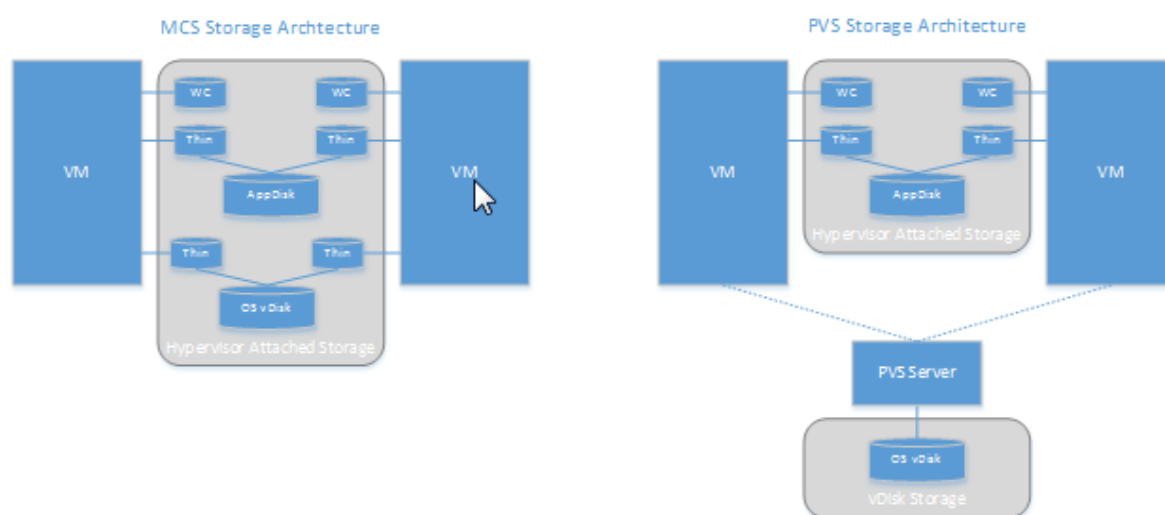 MCS Storage Archtecture
VM
WC
WC
Thin
Thin
AppDisk
Thin
Thin
OS vDisk
Hypervisor Attached Storage
VM
PVS Storage Architecture
VM
WC
WC
Thin
Thin
AppDisk
Hypervisor Attached Storage
VM
PVS Server
OS vDisk
vDisk Storage